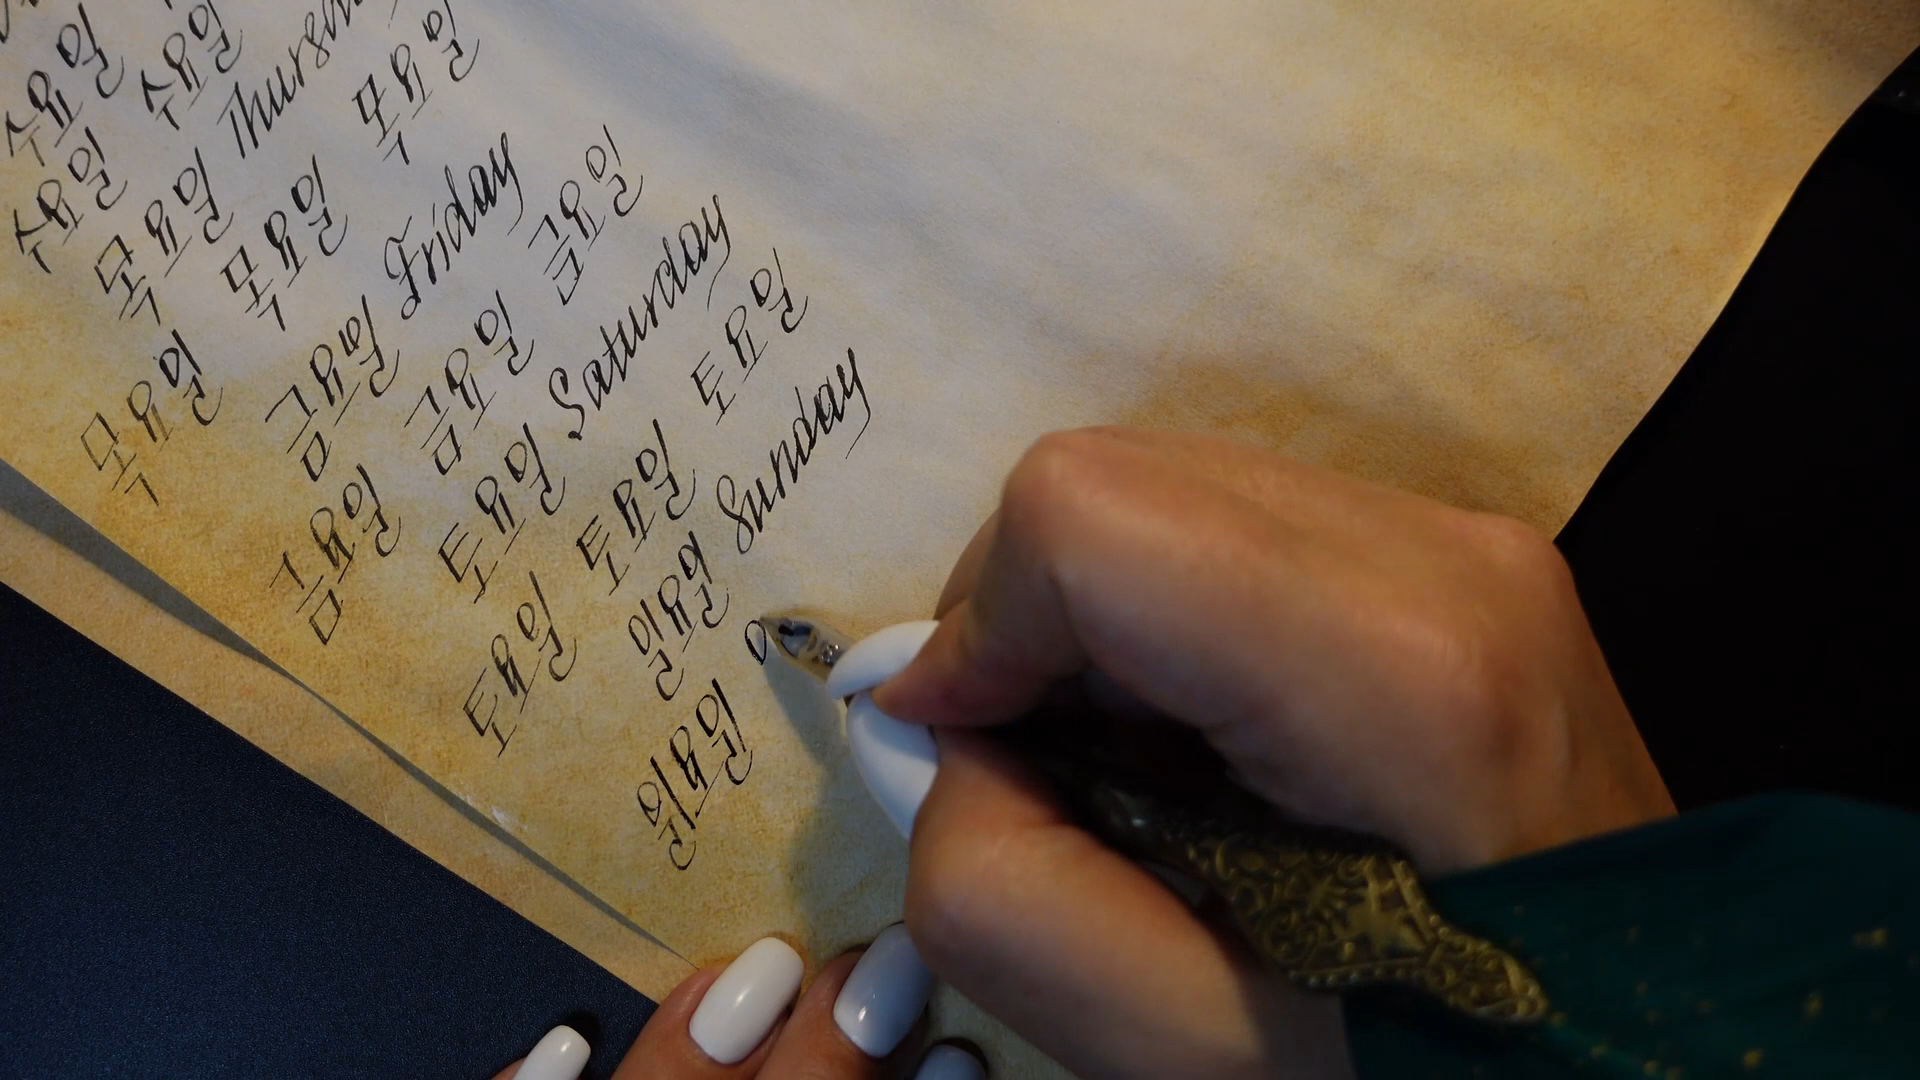 수요일
수요일 수요일
목요일 Thursday
목요일 목요일 목요일
금요일 Friday
금요일 금요일 금요일
토요일 Saturday
토요일 토요일 토요일
일요일 Sunday
일요일 ㅇ